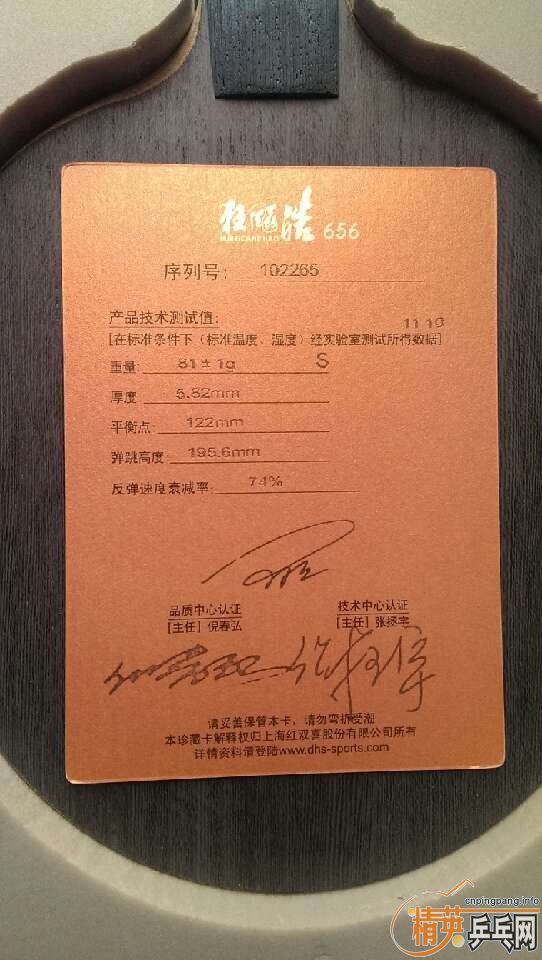 狂飚皓 656
HURRICANE HAO
序列号： 102265
产品技术测试值： 1119
[在标准条件下（标准温度、湿度）经实验室测试所得数据]
重量: 81±1g S
厚度: 5.82mm
平衡点: 122mm
弹跳高度: 195.6mm
反弹速度衰减率: 74%
品质中心认证 技术中心认证
[主任] 倪春弘 [主任] 张拯宇
请妥善保管本卡，请勿弯折受潮
本珍藏卡解释权归上海红双喜股份有限公司所有
详情资料请登陆www.dhs-sports.com
cnpingpang.info
精英乒乓网